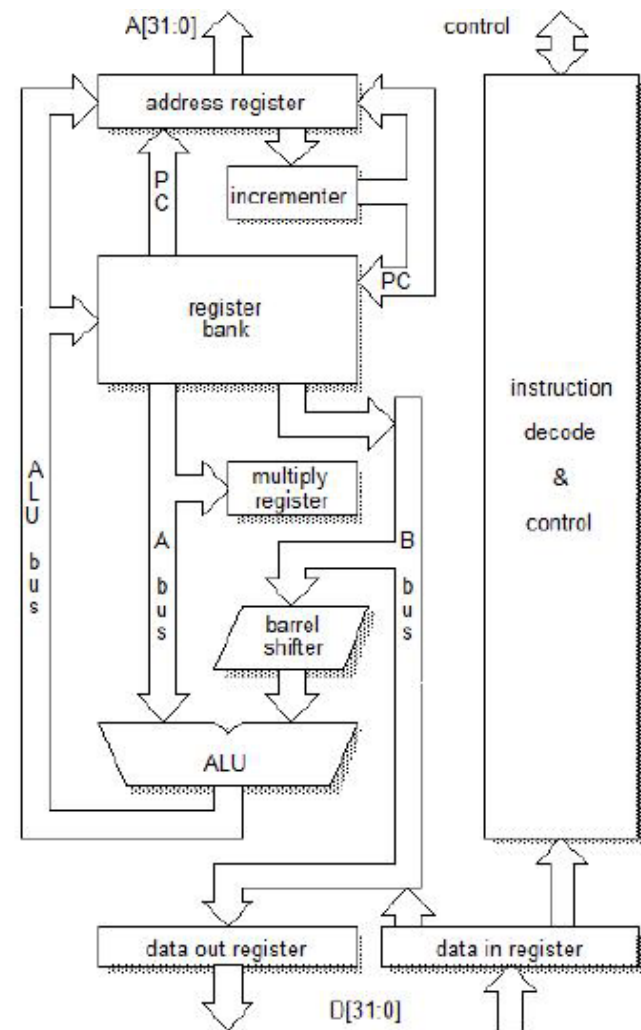 A[31:0]
control
address register
PC
incrementer
PC
register
bank
instruction
decode
&
control
multiply
register
ALU bus
A bus
B bus
barrel
shifter
ALU
data out register
data in register
D[31:0]